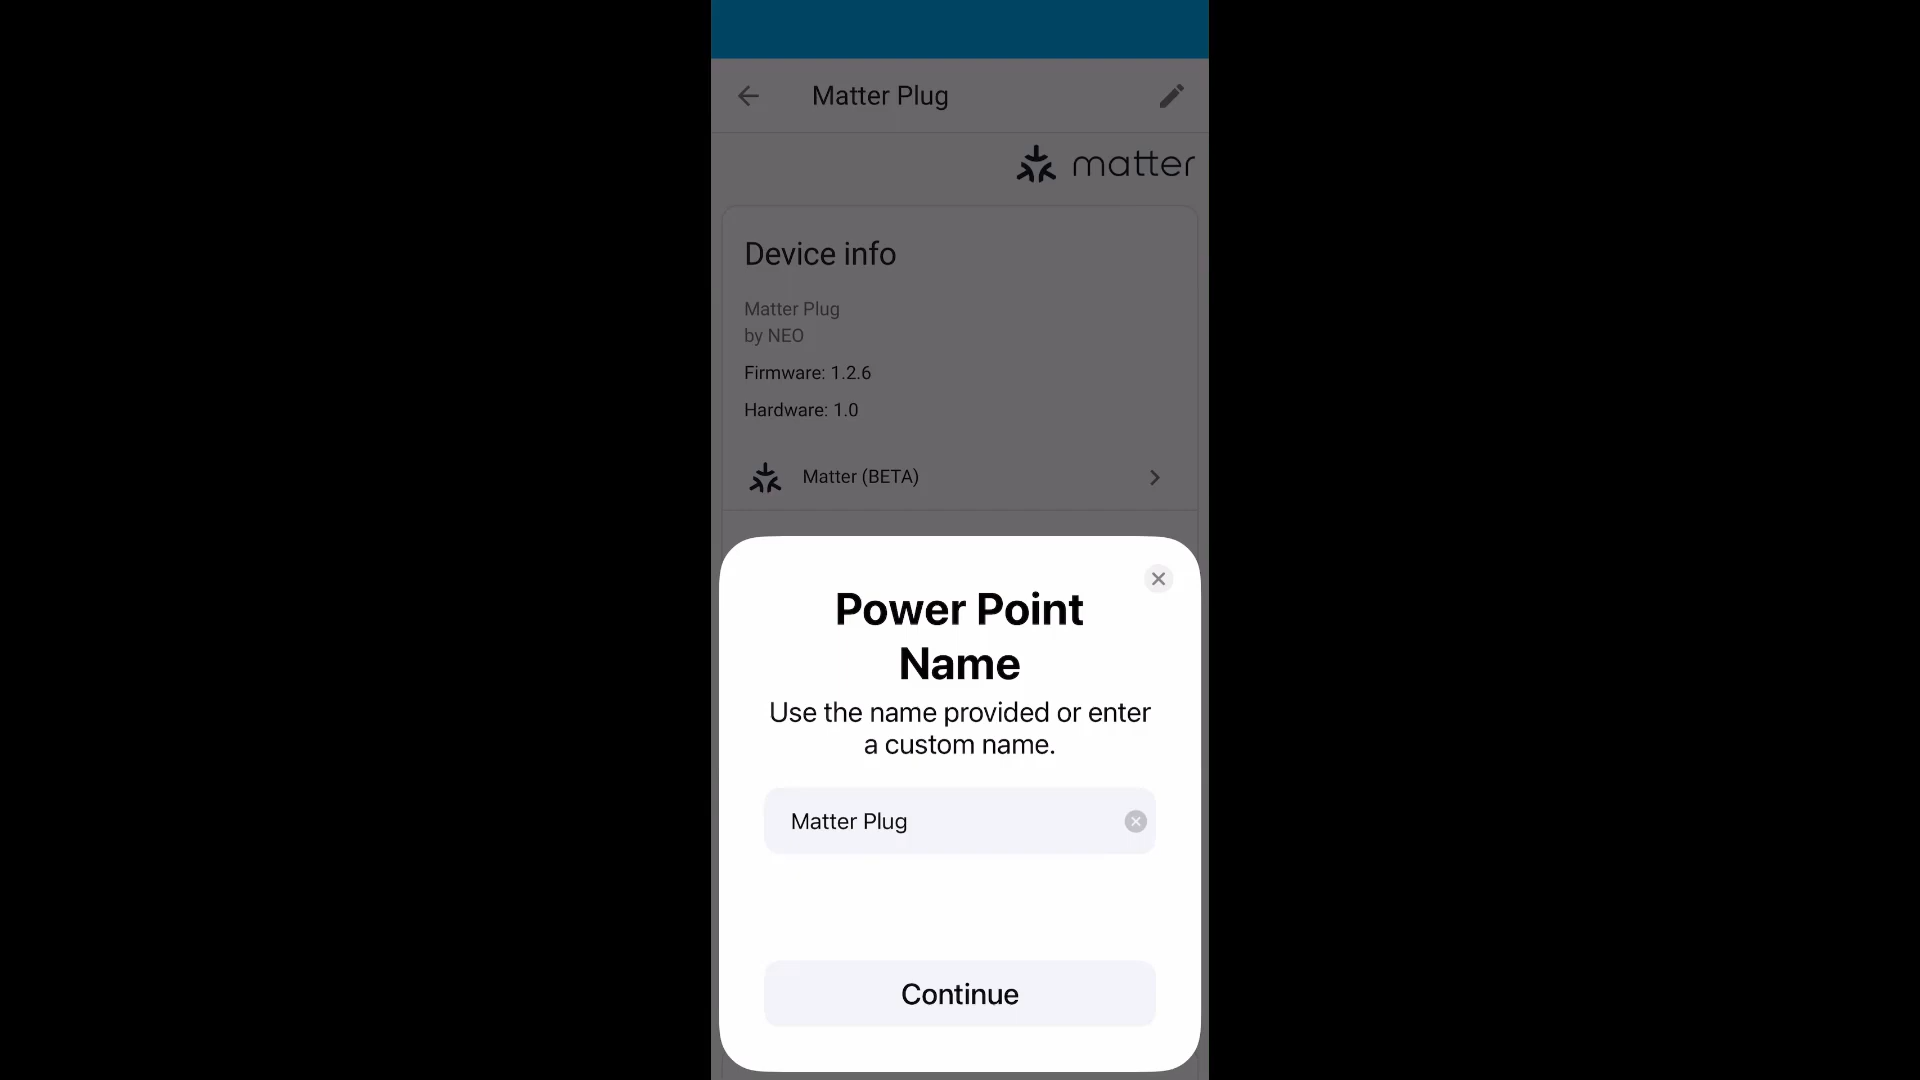 Matter Plug
matter
Device info
Matter Plug
by NEO
Firmware: 1.2.6
Hardware: 1.0
Matter (BETA)
Power Point
Name
Use the name provided or enter
a custom name.
Matter Plug
Continue